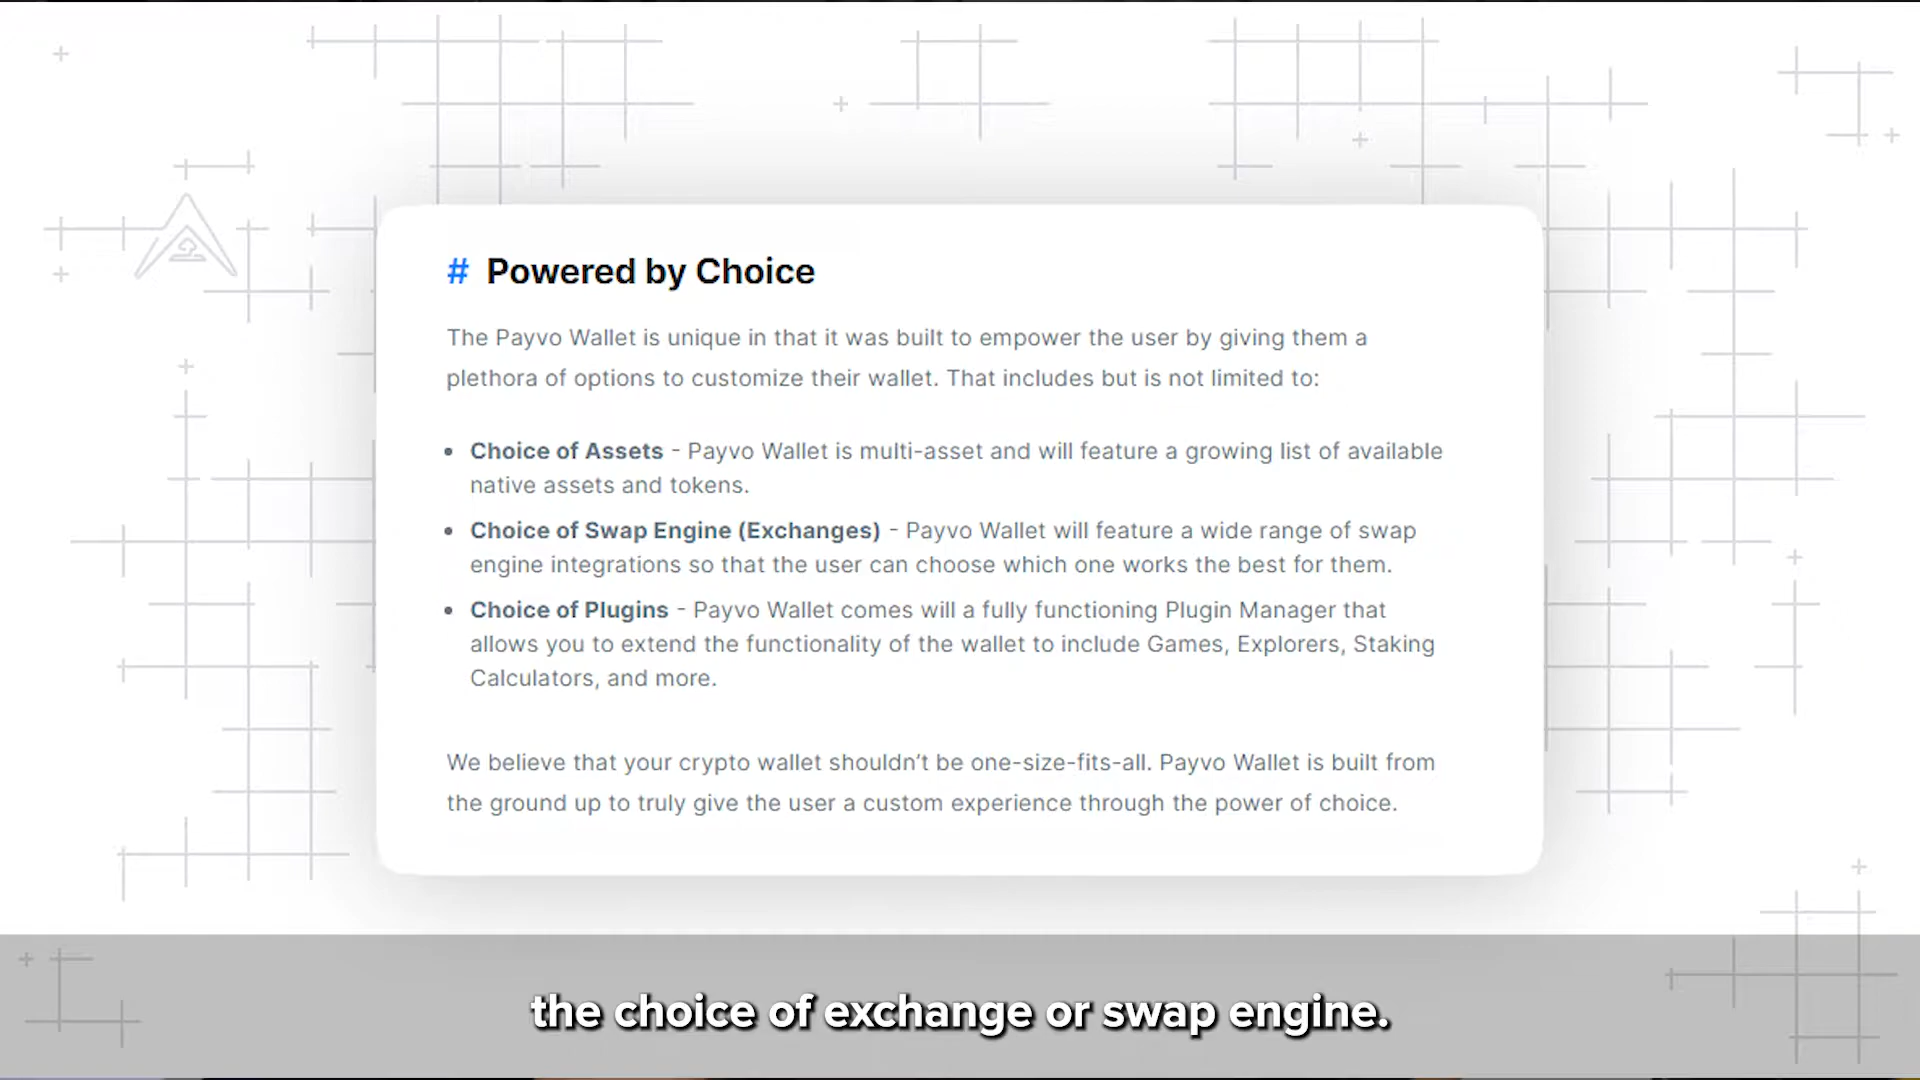 # Powered by Choice
The Payvo Wallet is unique in that it was built to empower the user by giving them a
plethora of options to customize their wallet. That includes but is not limited to:
• Choice of Assets - Payvo Wallet is multi-asset and will feature a growing list of available
native assets and tokens.
• Choice of Swap Engine (Exchanges) - Payvo Wallet will feature a wide range of swap
engine integrations so that the user can choose which one works the best for them.
• Choice of Plugins - Payvo Wallet comes will a fully functioning Plugin Manager that
allows you to extend the functionality of the wallet to include Games, Explorers, Staking
Calculators, and more.
We believe that your crypto wallet shouldn’t be one-size-fits-all. Payvo Wallet is built from
the ground up to truly give the user a custom experience through the power of choice.
the choice of exchange or swap engine.